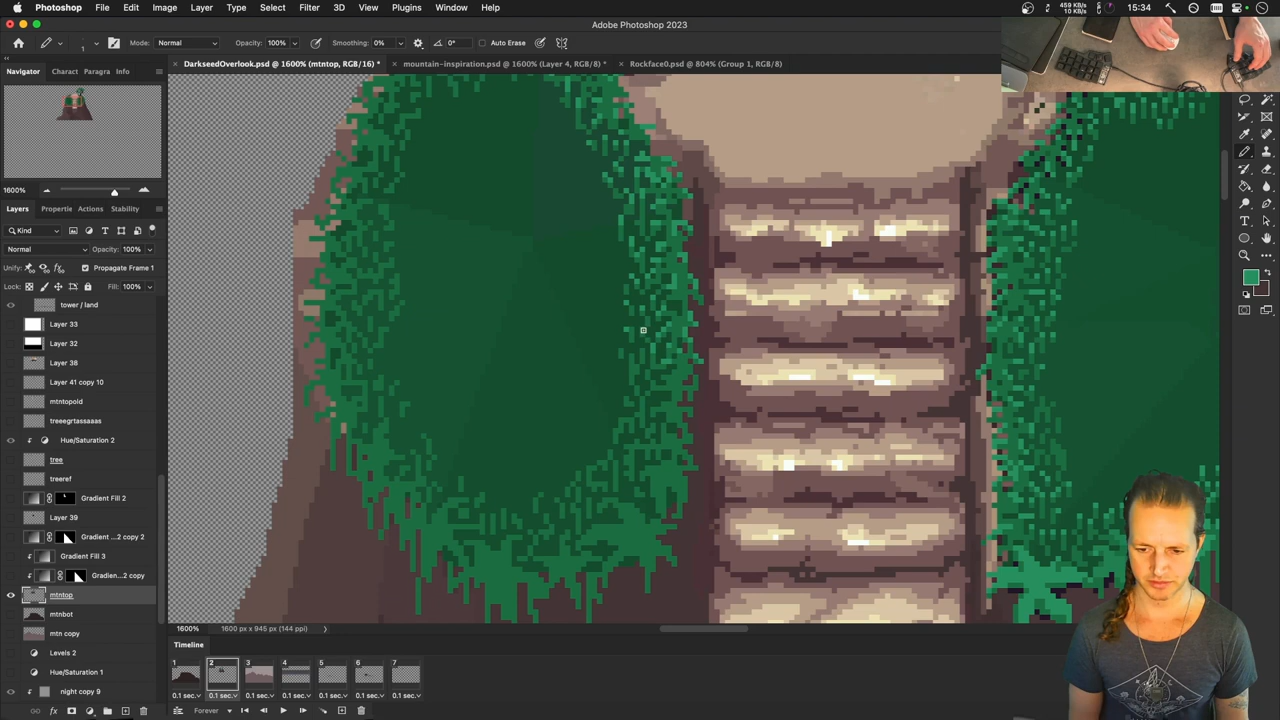 Photoshop File Edit Image Layer Type Select Filter 3D View Plugins Window Help 459 KB/s 10 KB/s 15:34
Adobe Photoshop 2023
1 Mode: Normal Opacity: 100% Smoothing: 0% 0° Auto Erase
DarkseedOverlook.psd @ 1600% (mtntop, RGB/16) * mountain-inspiration.psd @ 1600% (Layer 4, RGB/8) * Rockface0.psd @ 804% (Group 1, RGB/8)
Navigator Charact Paragra Info
1600%
Layers Properties Actions Stability
Kind
Normal Opacity: 100%
Unify: Propagate Frame 1
Lock: Fill: 100%
tower / land
Layer 33
Layer 32
Layer 38
Layer 41 copy 10
mtntopold
treeegrtassaaas
Hue/Saturation 2
tree
treeref
Gradient Fill 2
Layer 39
Gradient ...2 copy 2
Gradient Fill 3
Gradien...2 copy
mtntop
mtnbot
mtn copy
Levels 2
Hue/Saturation 1
night copy 9
1600% 1600 px x 945 px (144 ppi)
Timeline
1 2 3 4 5 6 7
0.1 sec. 0.1 sec. 0.1 sec. 0.1 sec. 0.1 sec. 0.1 sec. 0.1 sec.
Forever